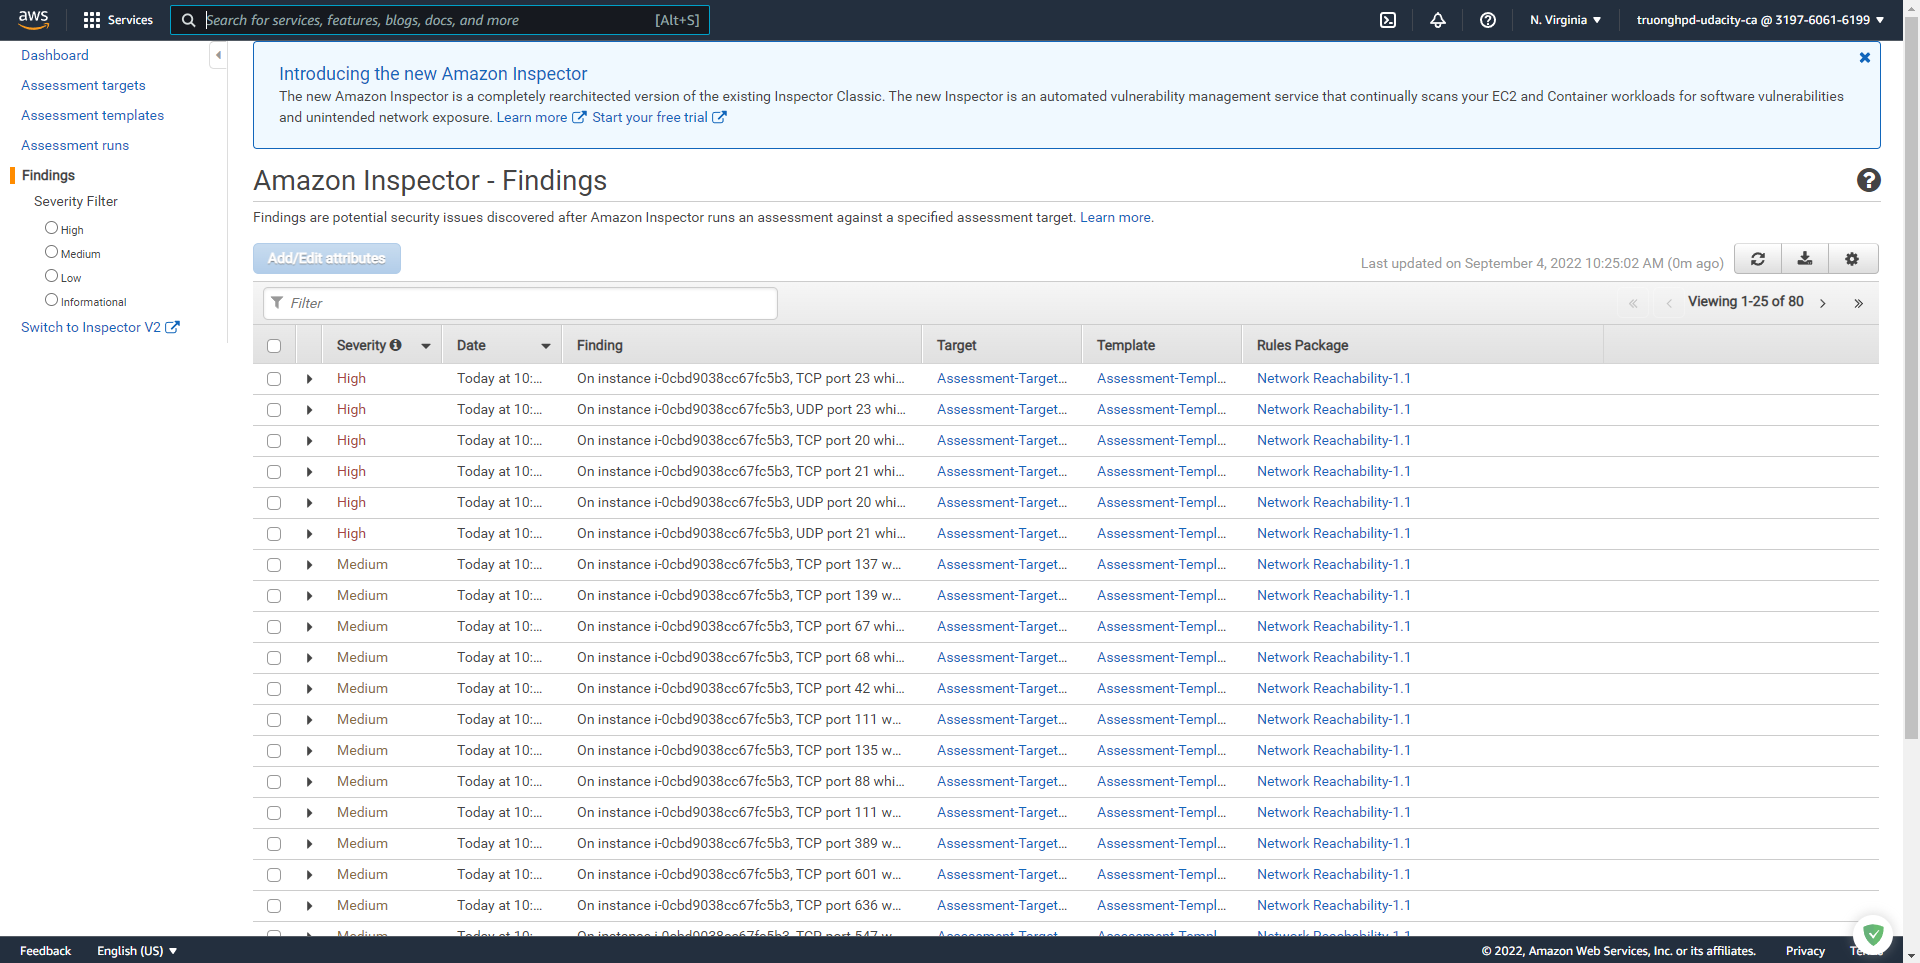 aws
Services
Search for services, features, blogs, docs, and more [Alt+S]
N. Virginia
truonghpd-udacity-ca @ 3197-6061-6199
Dashboard
Assessment targets
Assessment templates
Assessment runs
Findings
Severity Filter
High
Medium
Low
Informational
Switch to Inspector V2
Introducing the new Amazon Inspector
The new Amazon Inspector is a completely rearchitected version of the existing Inspector Classic. The new Inspector is an automated vulnerability management service that continually scans your EC2 and Container workloads for software vulnerabilities
and unintended network exposure. Learn more Start your free trial
Amazon Inspector - Findings
Findings are potential security issues discovered after Amazon Inspector runs an assessment against a specified assessment target. Learn more.
Add/Edit attributes
Last updated on September 4, 2022 10:25:02 AM (0m ago)
Filter
Viewing 1-25 of 80
Severity Date Finding Target Template Rules Package
High Today at 10:... On instance i-0cbd9038cc67fc5b3, TCP port 23 whi... Assessment-Target... Assessment-Templ... Network Reachability-1.1
High Today at 10:... On instance i-0cbd9038cc67fc5b3, UDP port 23 whi... Assessment-Target... Assessment-Templ... Network Reachability-1.1
High Today at 10:... On instance i-0cbd9038cc67fc5b3, TCP port 20 whi... Assessment-Target... Assessment-Templ... Network Reachability-1.1
High Today at 10:... On instance i-0cbd9038cc67fc5b3, TCP port 21 whi... Assessment-Target... Assessment-Templ... Network Reachability-1.1
High Today at 10:... On instance i-0cbd9038cc67fc5b3, UDP port 20 whi... Assessment-Target... Assessment-Templ... Network Reachability-1.1
High Today at 10:... On instance i-0cbd9038cc67fc5b3, UDP port 21 whi... Assessment-Target... Assessment-Templ... Network Reachability-1.1
Medium Today at 10:... On instance i-0cbd9038cc67fc5b3, TCP port 137 w... Assessment-Target... Assessment-Templ... Network Reachability-1.1
Medium Today at 10:... On instance i-0cbd9038cc67fc5b3, TCP port 139 w... Assessment-Target... Assessment-Templ... Network Reachability-1.1
Medium Today at 10:... On instance i-0cbd9038cc67fc5b3, TCP port 67 whi... Assessment-Target... Assessment-Templ... Network Reachability-1.1
Medium Today at 10:... On instance i-0cbd9038cc67fc5b3, TCP port 68 whi... Assessment-Target... Assessment-Templ... Network Reachability-1.1
Medium Today at 10:... On instance i-0cbd9038cc67fc5b3, TCP port 42 whi... Assessment-Target... Assessment-Templ... Network Reachability-1.1
Medium Today at 10:... On instance i-0cbd9038cc67fc5b3, TCP port 111 w... Assessment-Target... Assessment-Templ... Network Reachability-1.1
Medium Today at 10:... On instance i-0cbd9038cc67fc5b3, TCP port 135 w... Assessment-Target... Assessment-Templ... Network Reachability-1.1
Medium Today at 10:... On instance i-0cbd9038cc67fc5b3, TCP port 88 whi... Assessment-Target... Assessment-Templ... Network Reachability-1.1
Medium Today at 10:... On instance i-0cbd9038cc67fc5b3, TCP port 111 w... Assessment-Target... Assessment-Templ... Network Reachability-1.1
Medium Today at 10:... On instance i-0cbd9038cc67fc5b3, TCP port 389 w... Assessment-Target... Assessment-Templ... Network Reachability-1.1
Medium Today at 10:... On instance i-0cbd9038cc67fc5b3, TCP port 601 w... Assessment-Target... Assessment-Templ... Network Reachability-1.1
Medium Today at 10:... On instance i-0cbd9038cc67fc5b3, TCP port 636 w... Assessment-Target... Assessment-Templ... Network Reachability-1.1
Feedback English (US) © 2022, Amazon Web Services, Inc. or its affiliates. Privacy